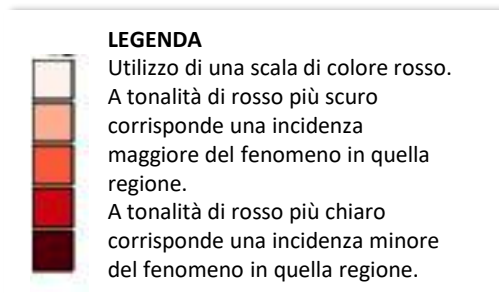 LEGENDA
Utilizzo di una scala di colore rosso.
A tonalità di rosso più scuro
corrisponde una incidenza
maggiore del fenomeno in quella
regione.
A tonalità di rosso più chiaro
corrisponde una incidenza minore
del fenomeno in quella regione.